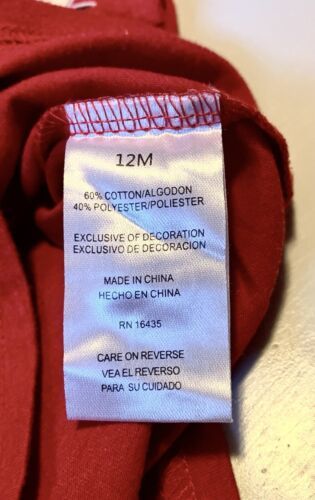 12M
60% COTTON/ALGODON
40% POLYESTER/POLIESTER
EXCLUSIVE OF DECORATION
EXCLUSIVO DE DECORACION
MADE IN CHINA
HECHO EN CHINA
RN 16435
CARE ON REVERSE
VEA EL REVERSO
PARA SU CUIDADO